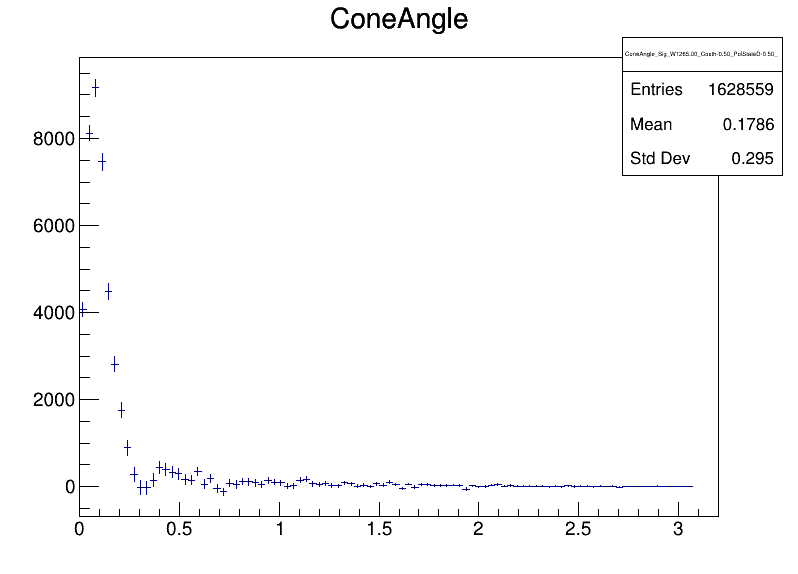 ConeAngle
ConeAngle_Sig_W1265.00_Costh-0.50_PolStateD-0.50_
Entries 1628559
Mean 0.1786
Std Dev 0.295
8000
6000
4000
2000
0
0 0.5 1 1.5 2 2.5 3